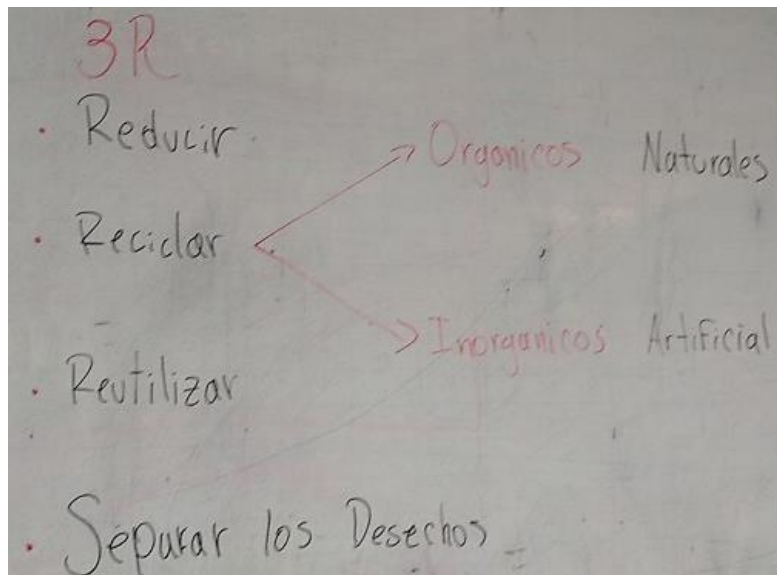 3R
• Reducir
Organicos Naturales
• Reciclar
Inorganicos Artificial
• Reutilizar
• Separar los Desechos